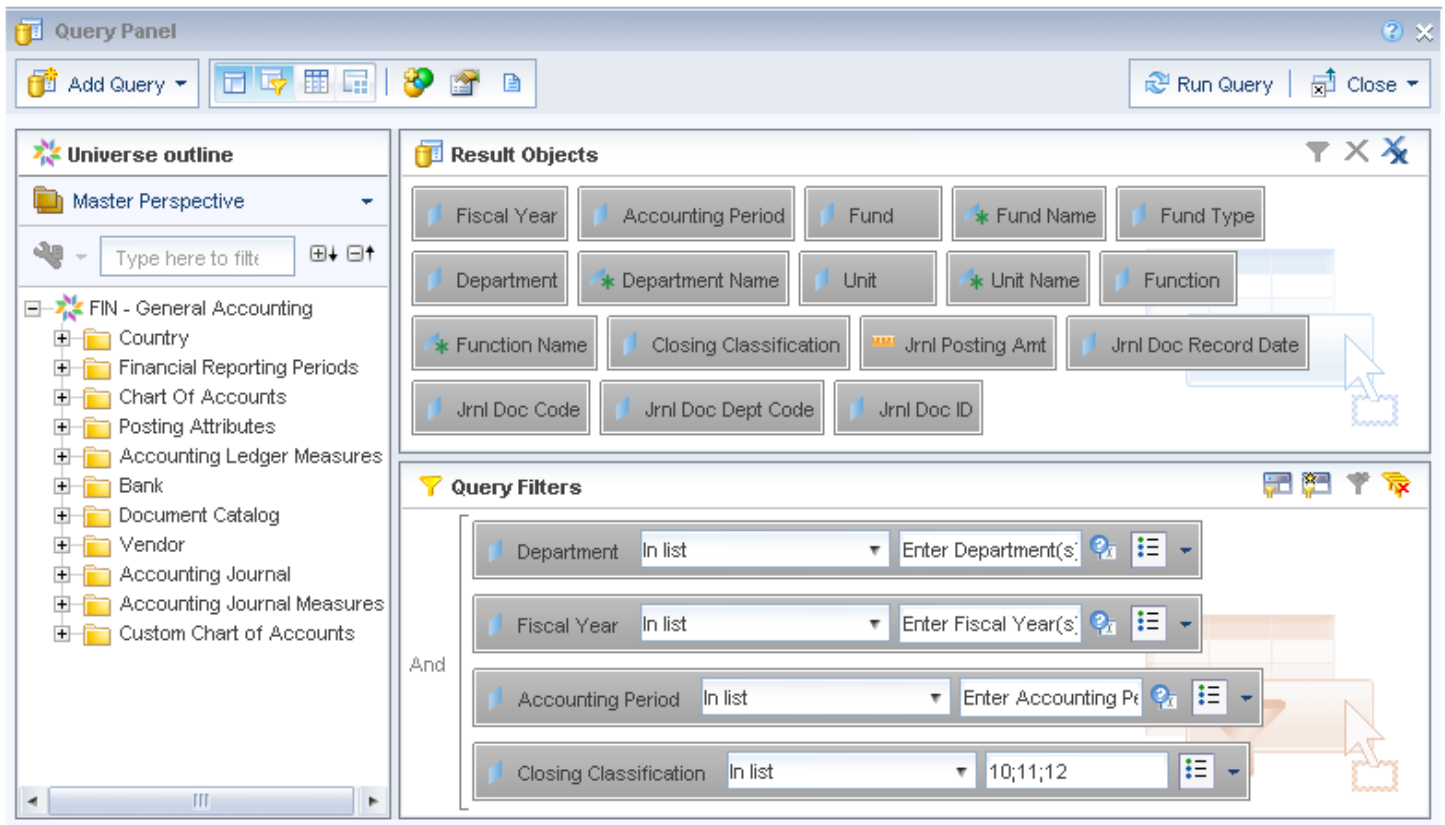 Query Panel
Add Query
Run Query
Close
Universe outline
Master Perspective
Type here to filte
FIN - General Accounting
Country
Financial Reporting Periods
Chart Of Accounts
Posting Attributes
Accounting Ledger Measures
Bank
Document Catalog
Vendor
Accounting Journal
Accounting Journal Measures
Custom Chart of Accounts
Result Objects
Fiscal Year Accounting Period Fund Fund Name Fund Type
Department Department Name Unit Unit Name Function
Function Name Closing Classification Jrnl Posting Amt Jrnl Doc Record Date
Jrnl Doc Code Jrnl Doc Dept Code Jrnl Doc ID
Query Filters
And
Department In list Enter Department(s)
Fiscal Year In list Enter Fiscal Year(s)
Accounting Period In list Enter Accounting Pe
Closing Classification In list 10;11;12